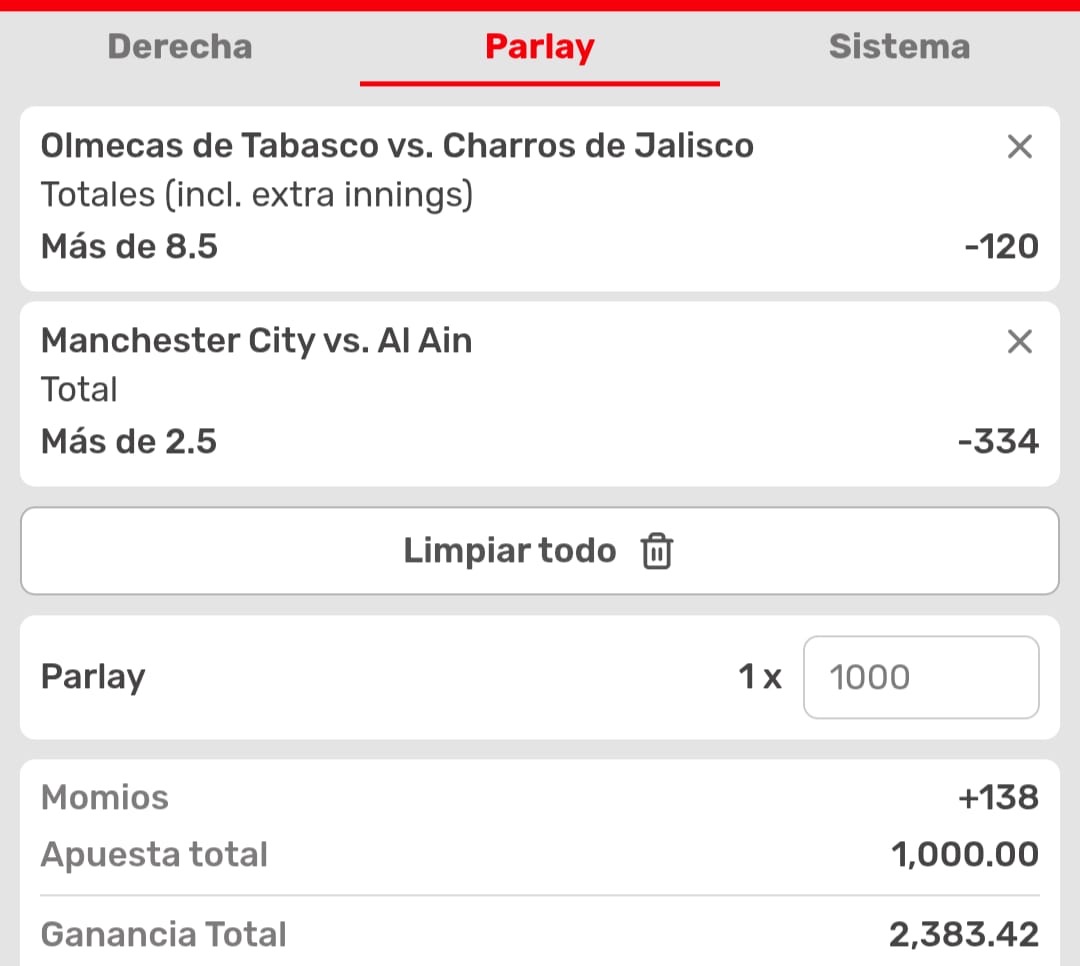 Derecha Parlay Sistema
Olmecas de Tabasco vs. Charros de Jalisco
Totales (incl. extra innings)
Más de 8.5 -120
Manchester City vs. Al Ain
Total
Más de 2.5 -334
Limpiar todo
Parlay 1 x 1000
Momios +138
Apuesta total 1,000.00
Ganancia Total 2,383.42